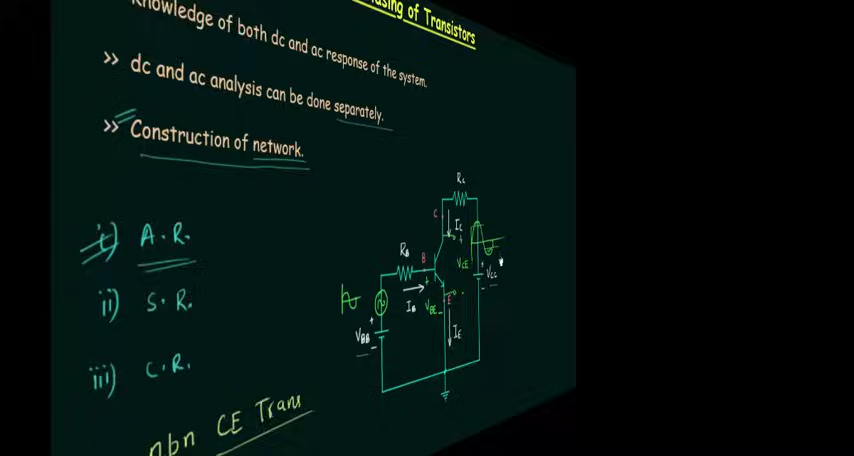 asing of Transistors
Knowledge of both dc and ac response of the system.
>> dc and ac analysis can be done separately.
>> Construction of network.
i) A.R.
ii) S.R.
iii) C.R.
npn CE Trans
RC
C
IC
+
VCE
+
VCC
-
RB
B
IB
+
VBE
-
E
IE
+
VBB
-